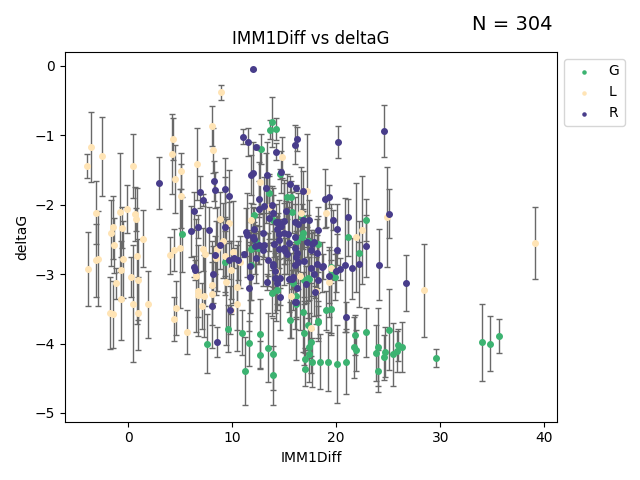 N = 304
IMM1Diff vs deltaG
G
L
R
0
−1
−2
−3
−4
−5
deltaG
0
10
20
30
40
IMM1Diff